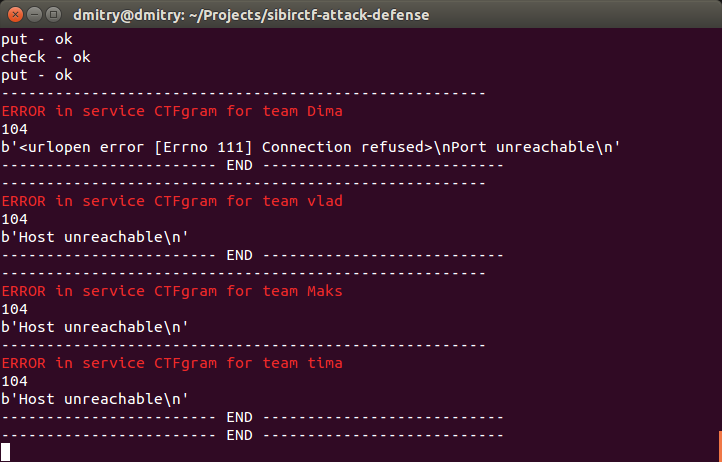 dmitry@dmitry: ~/Projects/sibirctf-attack-defense
put - ok
check - ok
put - ok
------------------------------------------------------
ERROR in service CTFgram for team Dima
104
b'<urlopen error [Errno 111] Connection refused>\nPort unreachable\n'
------------------------ END ---------------------------
------------------------------------------------------
ERROR in service CTFgram for team vlad
104
b'Host unreachable\n'
------------------------ END ---------------------------
------------------------------------------------------
ERROR in service CTFgram for team Maks
104
b'Host unreachable\n'
------------------------------------------------------
ERROR in service CTFgram for team tima
104
b'Host unreachable\n'
------------------------ END ---------------------------
------------------------ END ---------------------------